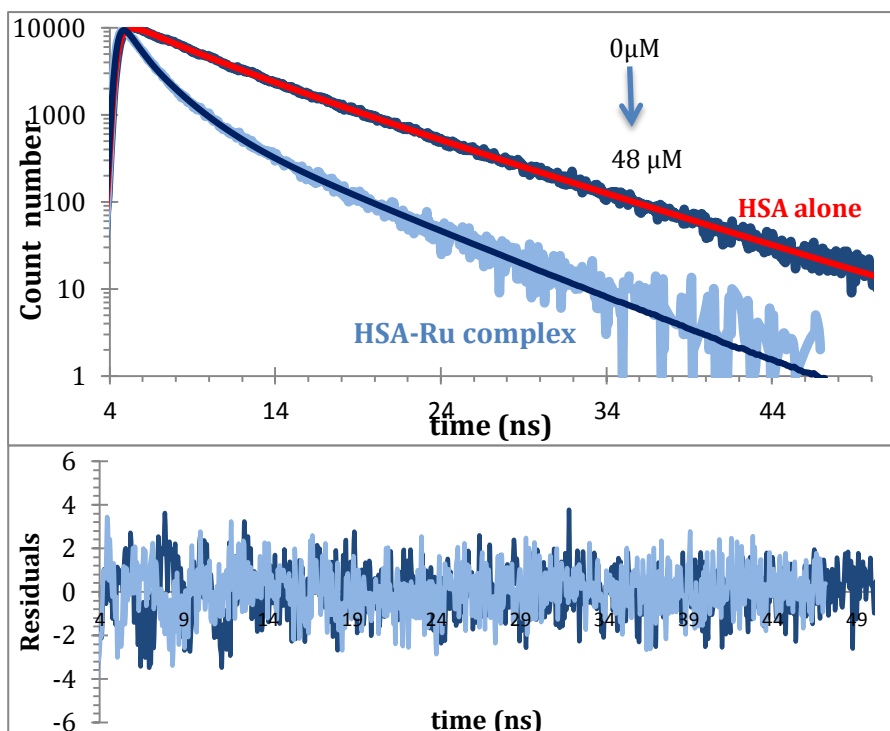 10000
1000
100
10
1
Count number
0µM
48 µM
HSA alone
HSA-Ru complex
4 14 24 34 44
time (ns)
6
4
2
0
-2
-4
-6
Residuals
4 9 14 19 24 29 34 39 44 49
time (ns)